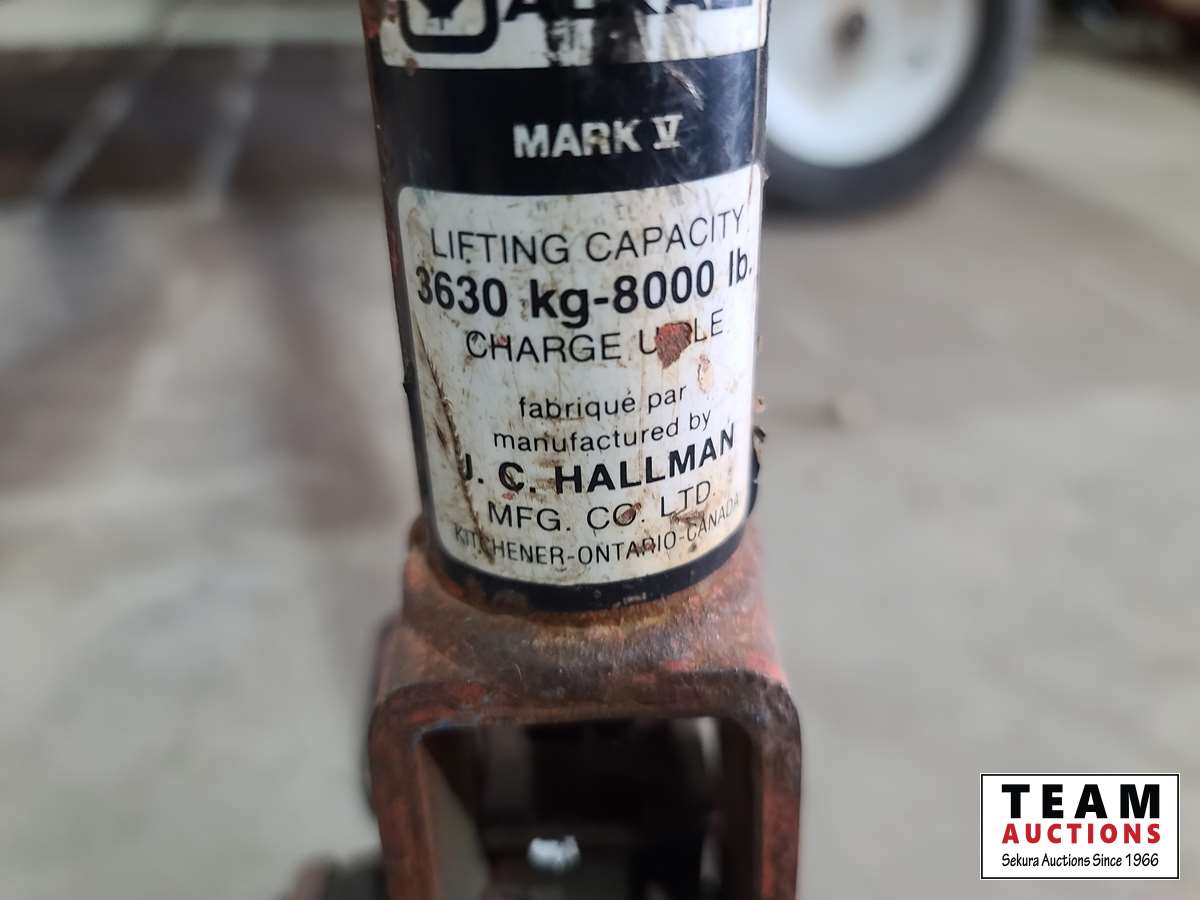 MARK V
LIFTING CAPACITY
3630 kg-8000 lb.
CHARGE
fabriqué par
manufactured by
J. C. HALLMAN
MFG. CO. LTD.
KITCHENER-ONTARIO-CANADA
TEAM
AUCTIONS
Sekura Auctions Since 1966